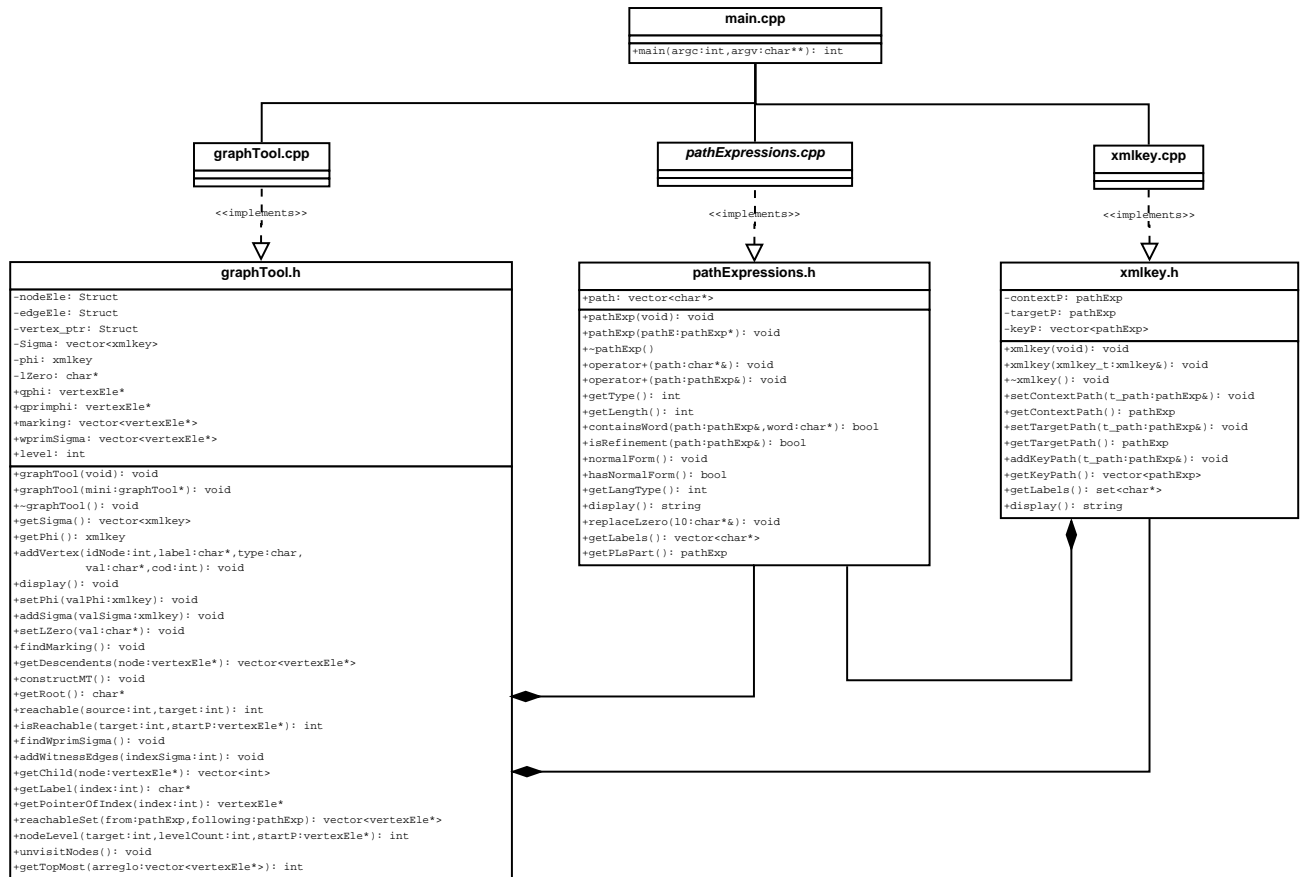 main.cpp
+main(argc:int,argv:char**): int
graphTool.cpp
pathExpressions.cpp
xmlkey.cpp
<<implements>>
<<implements>>
<<implements>>
graphTool.h
-nodeEle: Struct
-edgeEle: Struct
-vertex_ptr: Struct
-Sigma: vector<xmlkey>
-phi: xmlkey
-lZero: char*
+qphi: vertexEle*
+qprimphi: vertexEle*
+marking: vector<vertexEle*>
+wprimSigma: vector<vertexEle*>
+level: int
+graphTool(void): void
+graphTool(mini:graphTool*): void
+~graphTool(): void
+getSigma(): vector<xmlkey>
+getPhi(): xmlkey
+addVertex(idNode:int,label:char*,type:char,
val:char*,cod:int): void
+display(): void
+setPhi(valPhi:xmlkey): void
+addSigma(valSigma:xmlkey): void
+setLZero(val:char*): void
+findMarking(): void
+getDescendents(node:vertexEle*): vector<vertexEle*>
+constructMT(): void
+getRoot(): char*
+reachable(source:int,target:int): int
+isReachable(target:int,startP:vertexEle*): int
+findWprimSigma(): void
+addWitnessEdges(indexSigma:int): void
+getChild(node:vertexEle*): vector<int>
+getLabel(index:int): char*
+getPointerOfIndex(index:int): vertexEle*
+reachableSet(from:pathExp,following:pathExp): vector<vertexEle*>
+nodeLevel(target:int,levelCount:int,startP:vertexEle*): int
+unvisitNodes(): void
+getTopMost(arreglo:vector<vertexEle*>): int
pathExpressions.h
+path: vector<char*>
+pathExp(void): void
+pathExp(pathE:pathExp*): void
+~pathExp()
+operator+(path:char*&): void
+operator+(path:pathExp&): void
+getType(): int
+getLength(): int
+containsWord(path:pathExp&,word:char*): bool
+isRefinement(path:pathExp&): bool
+normalForm(): void
+hasNormalForm(): bool
+getLangType(): int
+display(): string
+replaceLzero(l0:char*&): void
+getLabels(): vector<char*>
+getPLsPart(): pathExp
xmlkey.h
-contextP: pathExp
-targetP: pathExp
-keyP: vector<pathExp>
+xmlkey(void): void
+xmlkey(xmlkey_t:xmlkey&): void
+~xmlkey(): void
+setContextPath(t_path:pathExp&): void
+getContextPath(): pathExp
+setTargetPath(t_path:pathExp&): void
+getTargetPath(): pathExp
+addKeyPath(t_path:pathExp&): void
+getKeyPath(): vector<pathExp>
+getLabels(): set<char*>
+display(): string